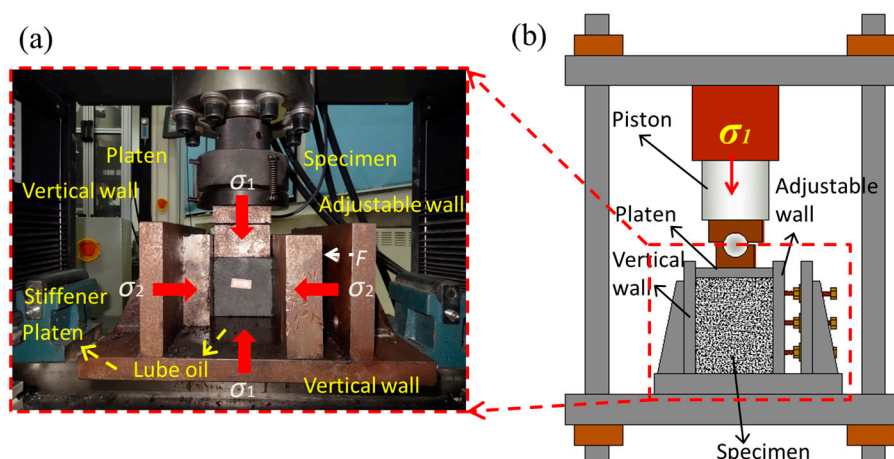 (a)
Platen
Specimen
Vertical wall
σ1
Adjustable wall
F
σ2
σ2
Stiffener
Platen
Lube oil
σ1
Vertical wall
(b)
σ1
Piston
Adjustable
wall
Platen
Vertical
wall
Specimen